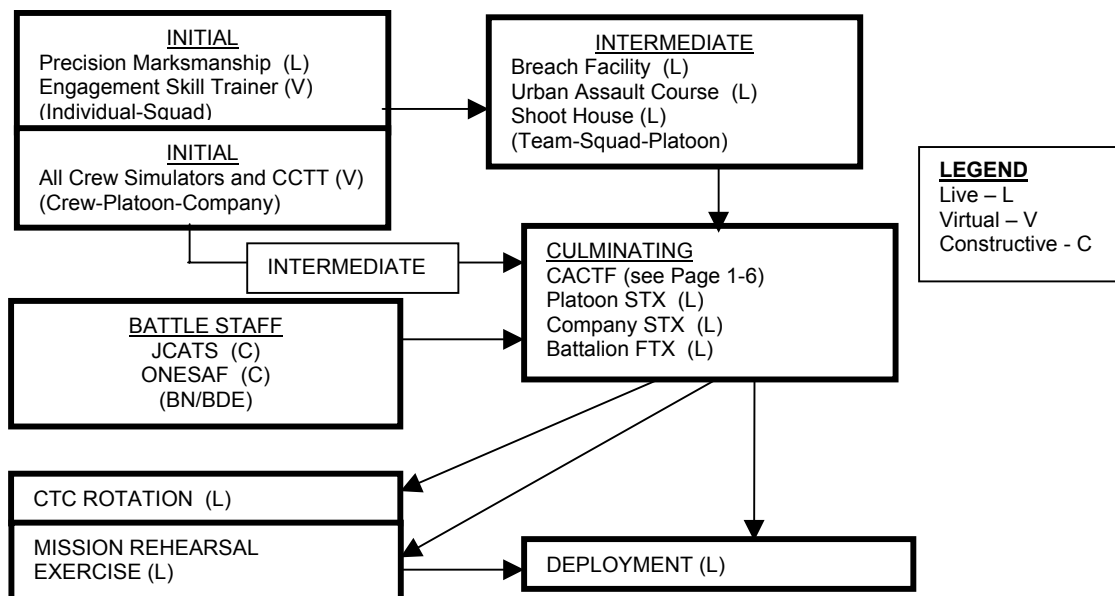 INITIAL
Precision Marksmanship (L)
Engagement Skill Trainer (V)
(Individual-Squad)
INITIAL
All Crew Simulators and CCTT (V)
(Crew-Platoon-Company)
INTERMEDIATE
Breach Facility (L)
Urban Assault Course (L)
Shoot House (L)
(Team-Squad-Platoon)
LEGEND
Live – L
Virtual – V
Constructive - C
INTERMEDIATE
CULMINATING
CACTF (see Page 1-6)
Platoon STX (L)
Company STX (L)
Battalion FTX (L)
BATTLE STAFF
JCATS (C)
ONESAF (C)
(BN/BDE)
CTC ROTATION (L)
MISSION REHEARSAL
EXERCISE (L)
DEPLOYMENT (L)